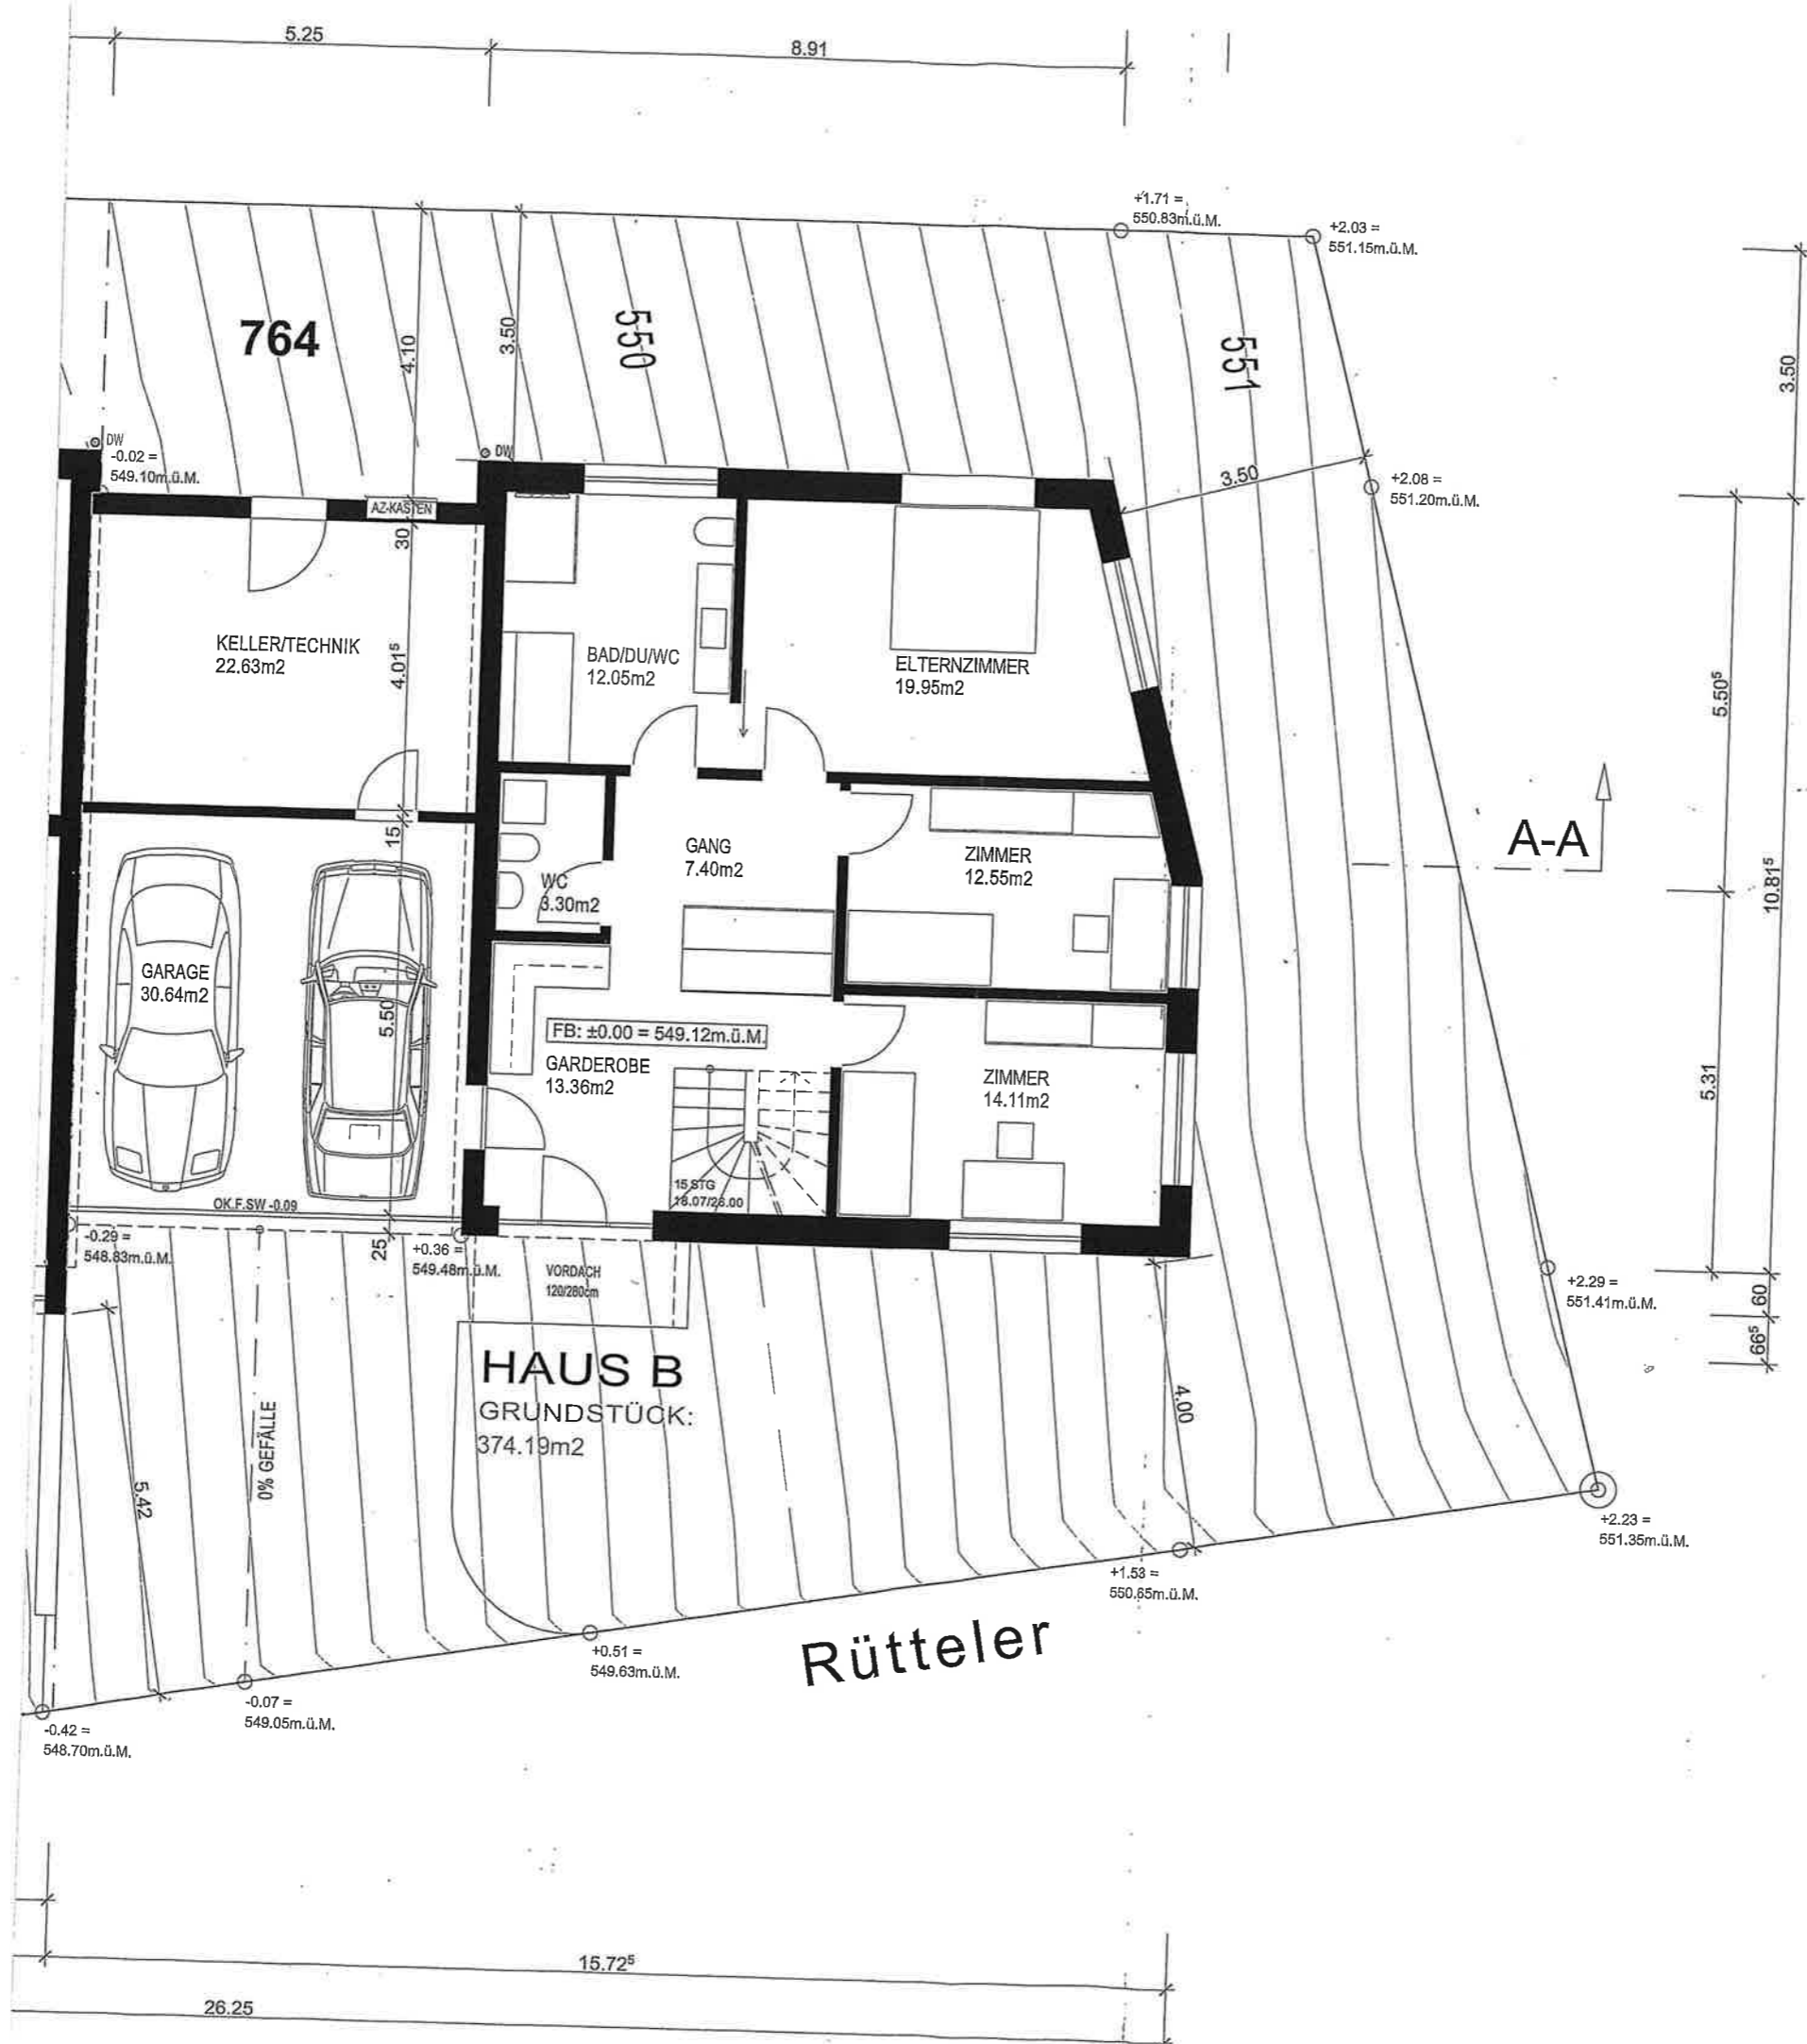 5.25
8.91
+1.71 =
550.83m.ü.M.
+2.03 =
551.15m.ü.M.
764
4.10
3.50
550
551
3.50
DW
-0.02 =
549.10m.ü.M.
DW
3.50
+2.08 =
551.20m.ü.M.
AZ-KASTEN
30
KELLER/TECHNIK
22.63m2
4.01⁵
BAD/DU/WC
12.05m2
ELTERNZIMMER
19.95m2
5.50⁵
15
GANG
7.40m2
ZIMMER
12.55m2
A-A
WC
3.30m2
10.81⁵
GARAGE
30.64m2
5.50
FB: ±0.00 = 549.12m.ü.M.
GARDEROBE
13.36m2
ZIMMER
14.11m2
5.31
15 STG
18.07/26.00
OK.F.SW -0.09
-0.29 =
548.83m.ü.M.
25
+0.36 =
549.48m.ü.M.
VORDACH
120/280cm
+2.29 =
551.41m.ü.M.
60
66⁵
HAUS B
GRUNDSTÜCK:
374.19m2
4.00
5.42
0% GEFÄLLE
+2.23 =
551.35m.ü.M.
+1.53 =
550.65m.ü.M.
+0.51 =
549.63m.ü.M.
Rütteler
-0.07 =
549.05m.ü.M.
-0.42 =
548.70m.ü.M.
15.72⁵
26.25